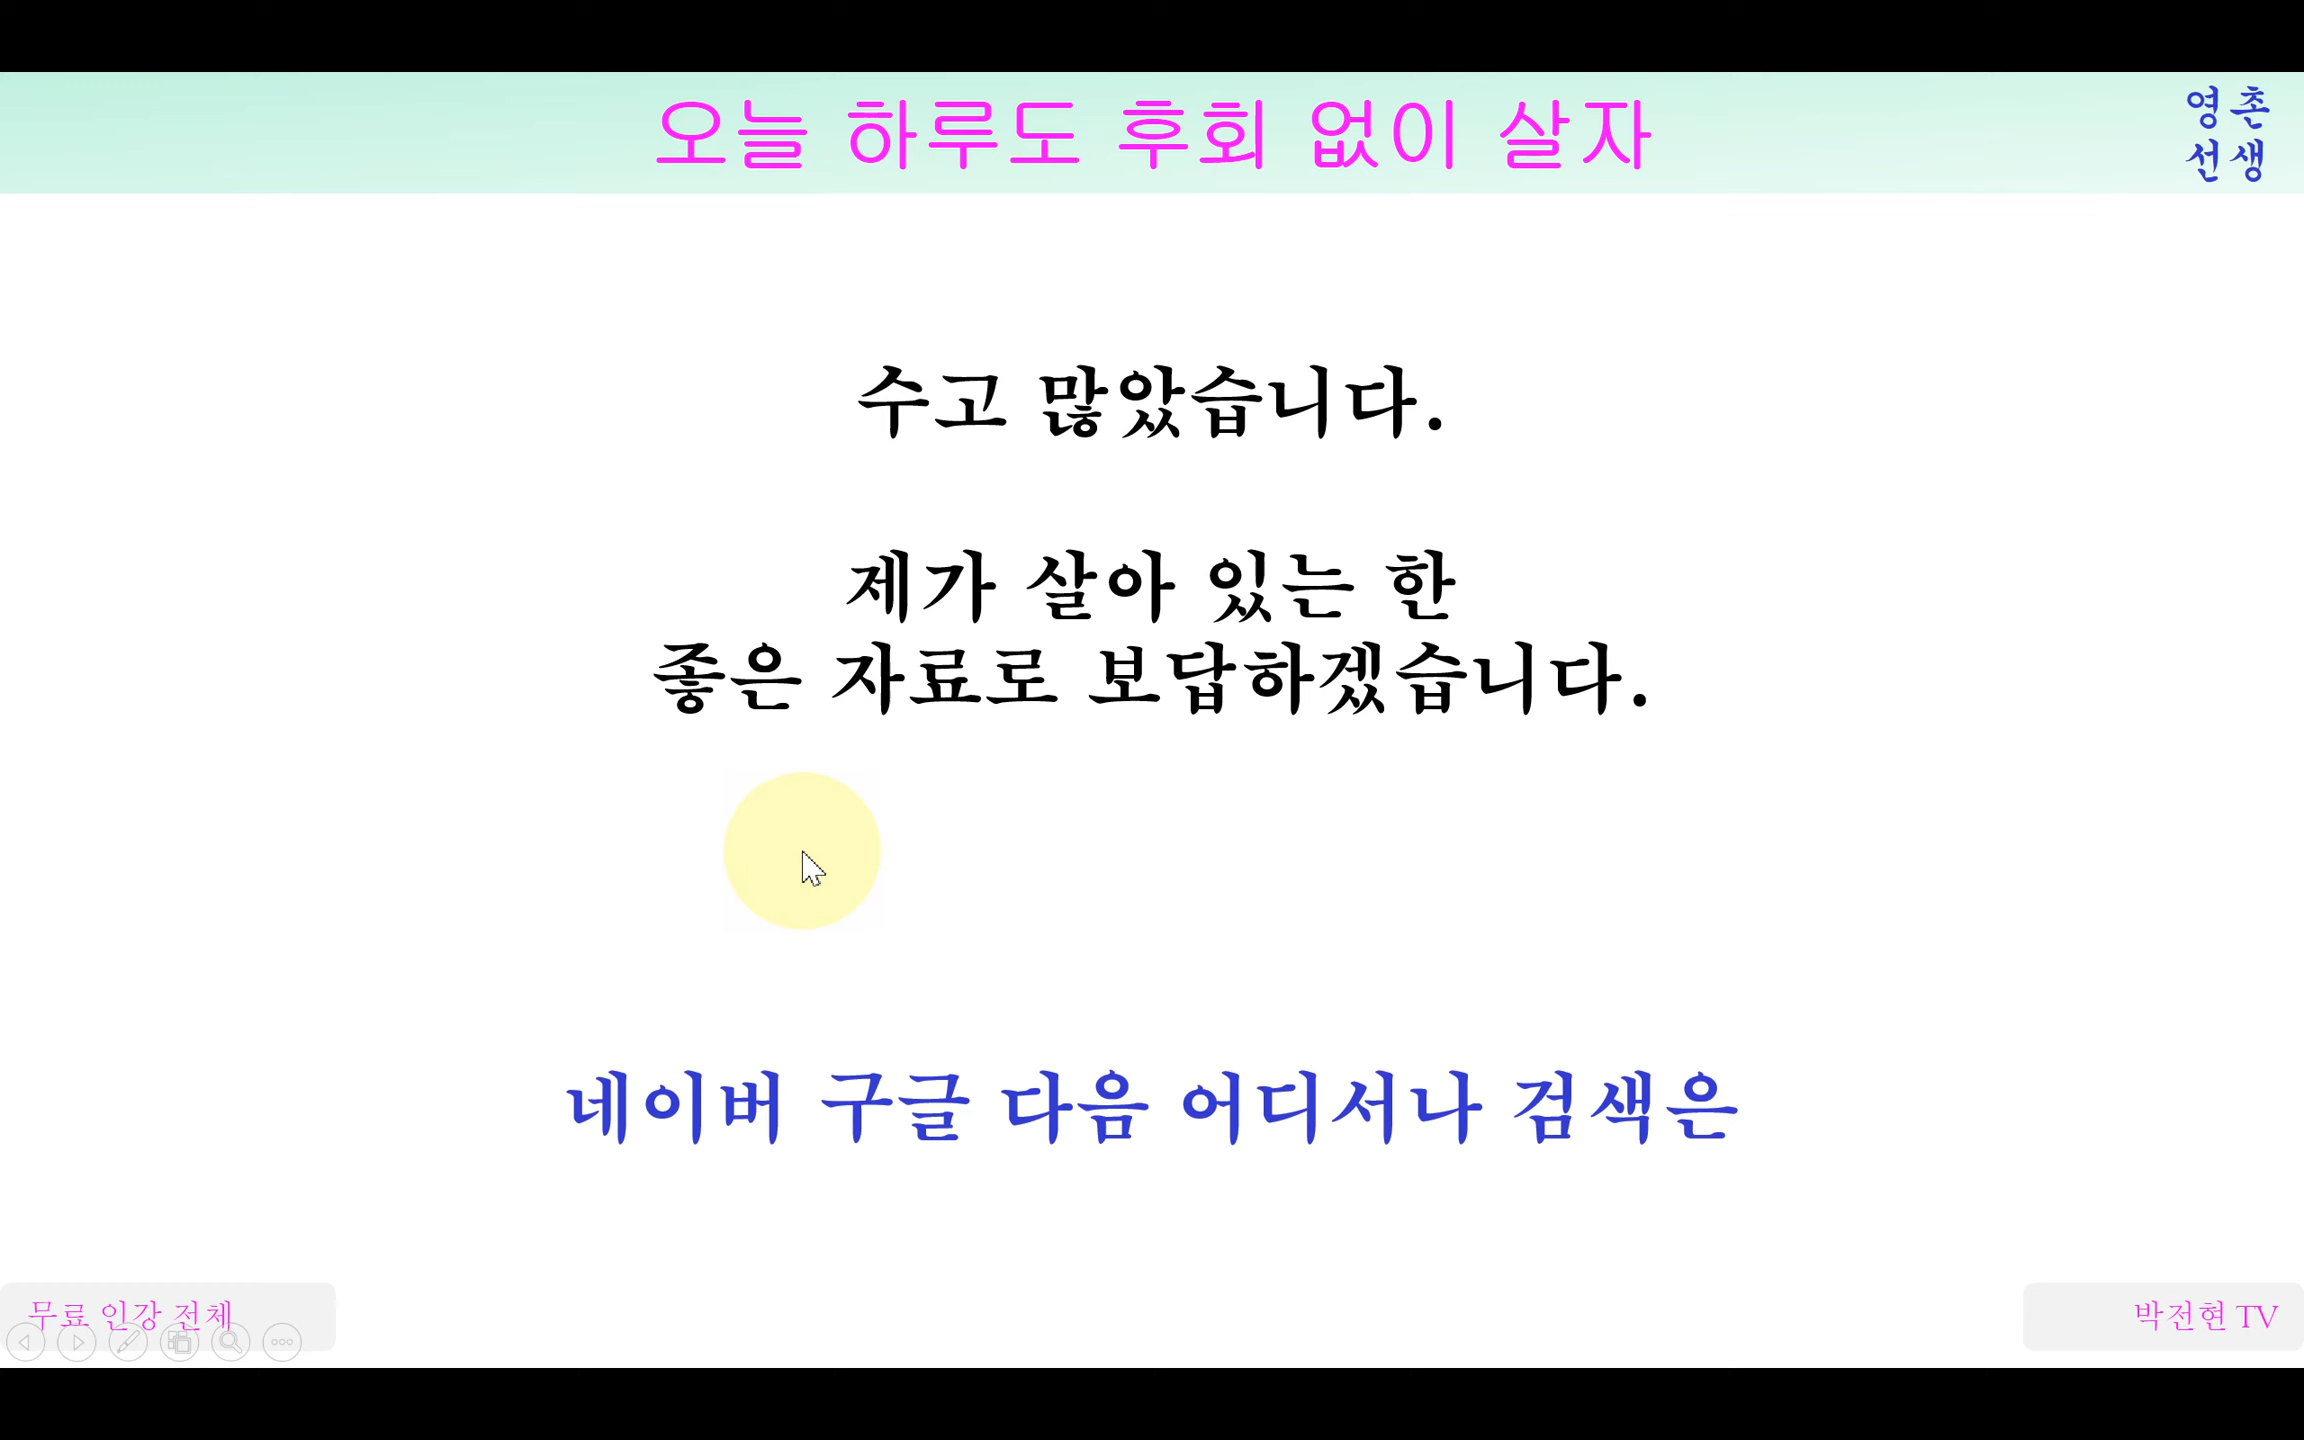 오늘 하루도 후회 없이 살자
영촌
선생
수고 많았습니다.
제가 살아 있는 한
좋은 자료로 보답하겠습니다.
네이버 구글 다음 어디서나 검색은
무료 인강 전체
박전현 TV